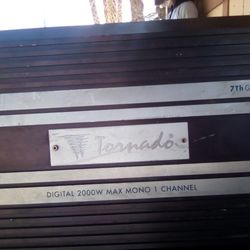 7Th G
Tornado
DIGITAL 2000W MAX MONO 1 CHANNEL